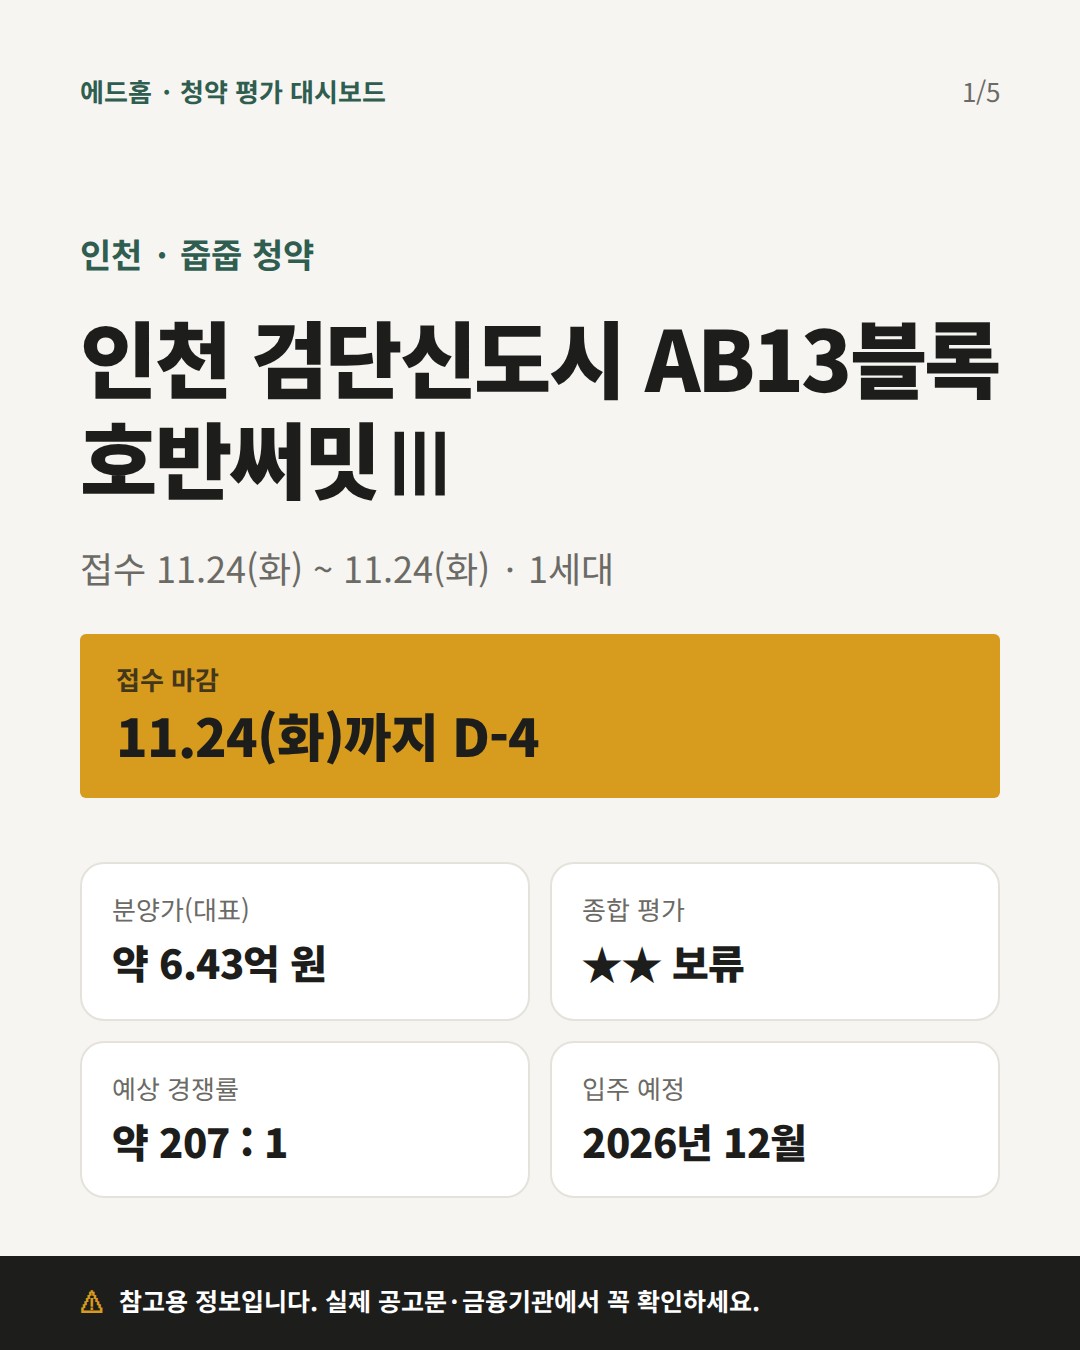 에드홈 · 청약 평가 대시보드
1/5
인천 · 줍줍 청약
인천 검단신도시 AB13블록
호반써밋Ⅲ
접수 11.24(화) ~ 11.24(화) · 1세대
접수 마감
11.24(화)까지 D-4
분양가(대표)
약 6.43억 원
종합 평가
★★ 보류
예상 경쟁률
약 207 : 1
입주 예정
2026년 12월
⚠ 참고용 정보입니다. 실제 공고문·금융기관에서 꼭 확인하세요.